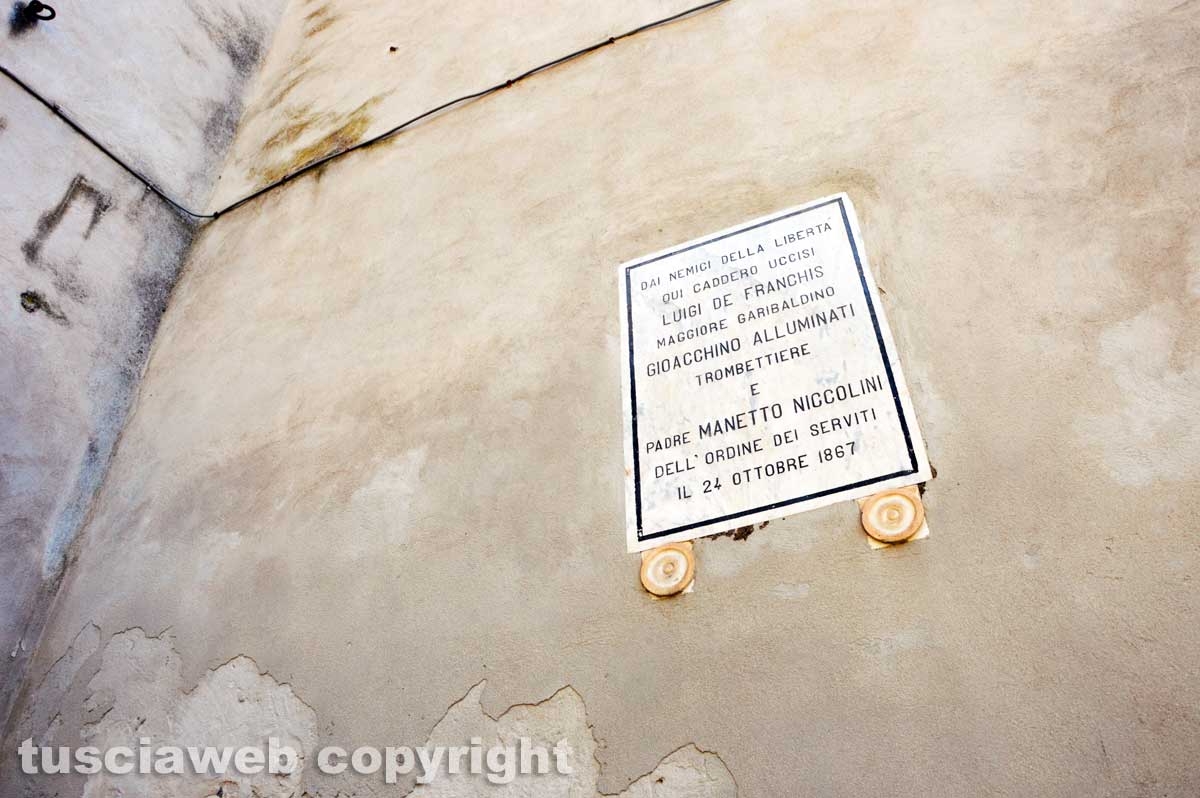 DAI NEMICI DELLA LIBERTÀ
QUI CADDERO UCCISI
LUIGI DE FRANCHIS
MAGGIORE GARIBALDINO
GIOACCHINO ALLUMINATI
TROMBETTIERE
E
PADRE MANETTO NICCOLINI
DELL'ORDINE DEI SERVITI
IL 24 OTTOBRE 1867
tusciaweb copyright